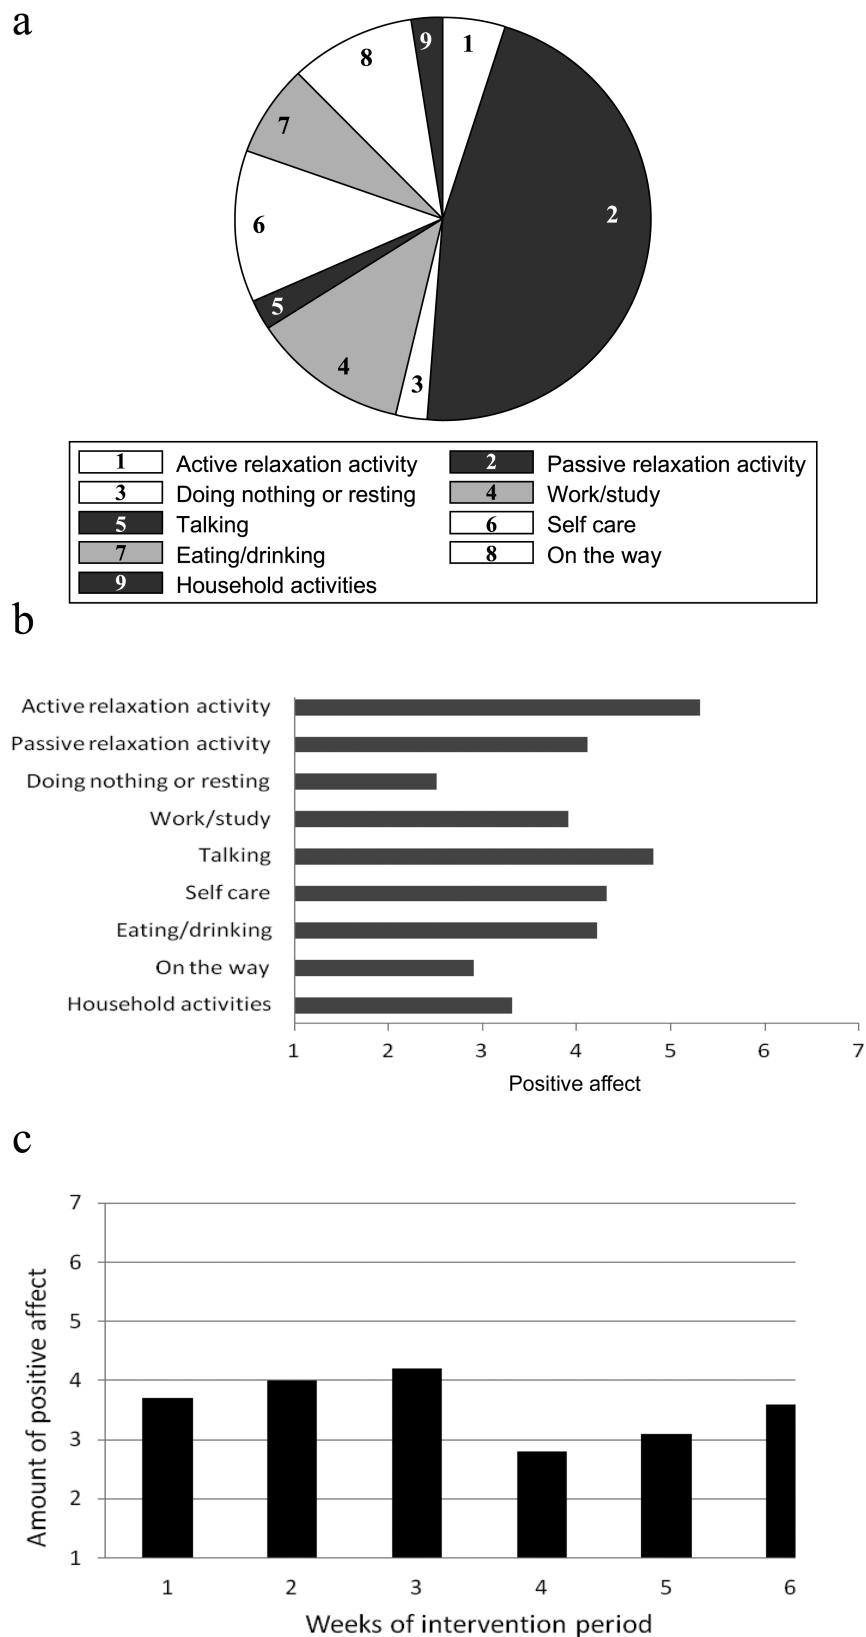 a
9
1
8
7
2
6
5
4
3
1 Active relaxation activity 2 Passive relaxation activity
3 Doing nothing or resting 4 Work/study
5 Talking 6 Self care
7 Eating/drinking 8 On the way
9 Household activities
b
Active relaxation activity
Passive relaxation activity
Doing nothing or resting
Work/study
Talking
Self care
Eating/drinking
On the way
Household activities
1 2 3 4 5 6 7
Positive affect
c
Amount of positive affect
7
6
5
4
3
2
1
1 2 3 4 5 6
Weeks of intervention period